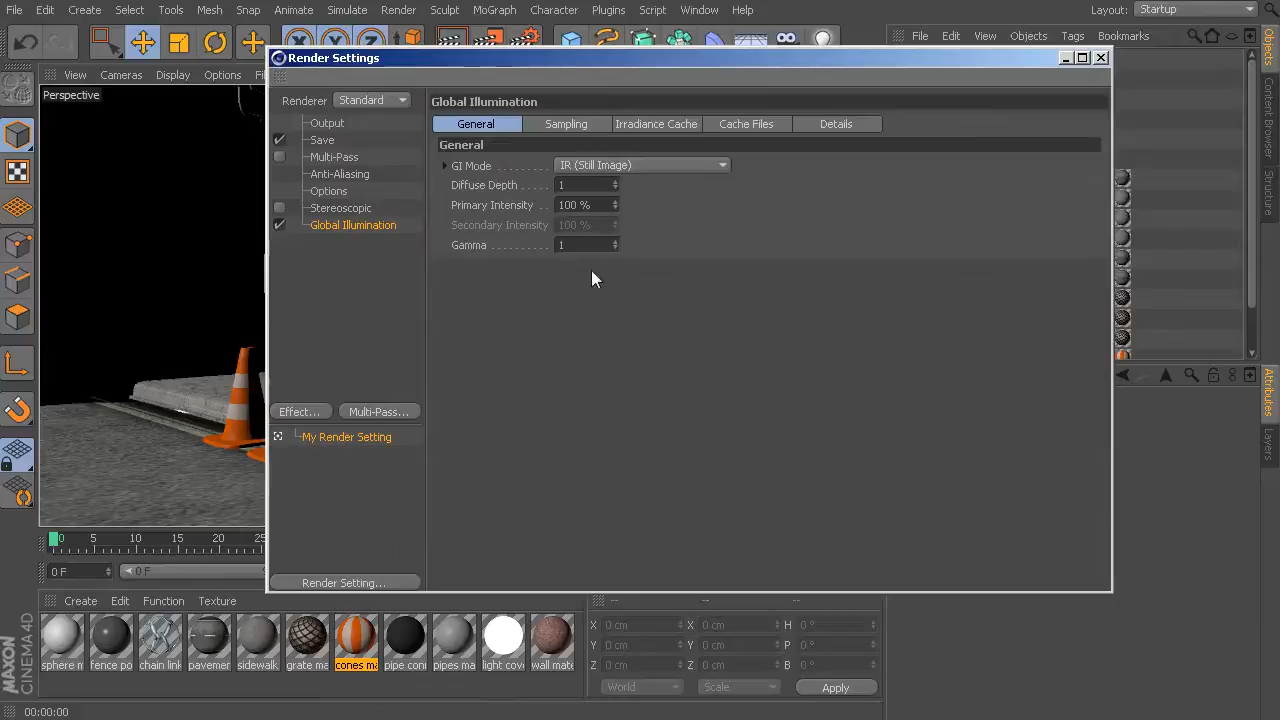 File Edit Create Select Tools Mesh Snap Animate Simulate Render Sculpt MoGraph Character Plugins Script Window Help
Layout: Startup
File Edit View Objects Tags Bookmarks
Render Settings
View Cameras Display Options
Perspective
Renderer Standard
Output
Save
Multi-Pass
Anti-Aliasing
Options
Stereoscopic
Global Illumination
Effect... Multi-Pass...
My Render Setting
Render Setting...
Global Illumination
General Sampling Irradiance Cache Cache Files Details
General
GI Mode IR (Still Image)
Diffuse Depth 1
Primary Intensity 100 %
Secondary Intensity 100 %
Gamma 1
Objects
Content Browser
Structure
Attributes
Layers
0 5 10 15 20 25
0 F 0 F
Create Edit Function Texture
sphere m fence po chain link pavemer sidewalk grate ma cones ma pipe con pipes ma light cove wall mate
-- -- --
X 0 cm X 0 cm H 0 °
Y 0 cm Y 0 cm P 0 °
Z 0 cm Z 0 cm B 0 °
World Scale Apply
MAXON
CINEMA 4D
00:00:00